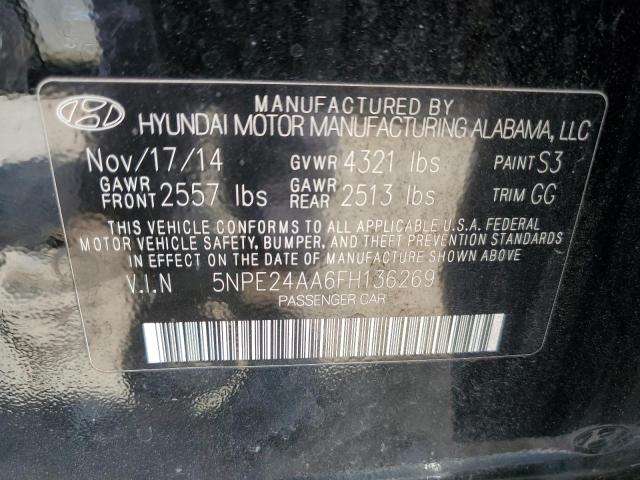 MANUFACTURED BY
HYUNDAI MOTOR MANUFACTURING ALABAMA, LLC
Nov/17/14 GVWR 4321 lbs PAINT S3
GAWR FRONT 2557 lbs GAWR REAR 2513 lbs TRIM GG
THIS VEHICLE CONFORMS TO ALL APPLICABLE U.S.A. FEDERAL
MOTOR VEHICLE SAFETY, BUMPER, AND THEFT PREVENTION STANDARDS
IN EFFECT ON THE DATE OF MANUFACTURE SHOWN ABOVE.
V.I.N 5NPE24AA6FH136269
PASSENGER CAR